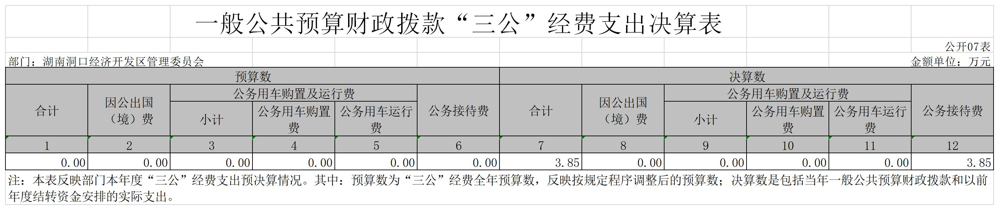 一般公共预算财政拨款“三公”经费支出决算表
公开07表
部门：湖南洞口经济开发区管理委员会 金额单位：万元
预算数 决算数
合计 因公出国（境）费 公务用车购置及运行费 公务接待费 合计 因公出国（境）费 公务用车购置及运行费 公务接待费
小计 公务用车购置费 公务用车运行费 小计 公务用车购置费 公务用车运行费
1 2 3 4 5 6 7 8 9 10 11 12
0.00 0.00 0.00 0.00 0.00 0.00 3.85 0.00 0.00 0.00 0.00 3.85
注：本表反映部门本年度“三公”经费支出预决算情况。其中：预算数为“三公”经费全年预算数，反映按规定程序调整后的预算数；决算数是包括当年一般公共预算财政拨款和以前
年度结转资金安排的实际支出。